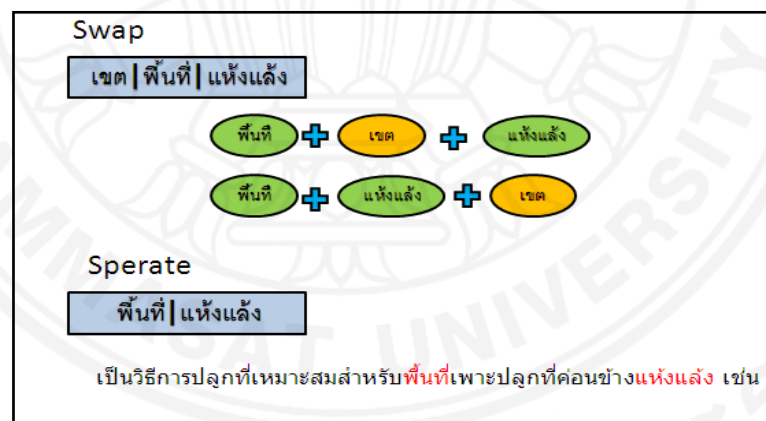 Swap
เขต|พื้นที่|แห้งแล้ง
พื้นที่ + เขต + แห้งแล้ง
พื้นที่ + แห้งแล้ง + เขต
Sperate
พื้นที่|แห้งแล้ง
เป็นวิธีการปลูกที่เหมาะสมสำหรับพื้นที่เพาะปลูกที่ค่อนข้างแห้งแล้ง เช่น